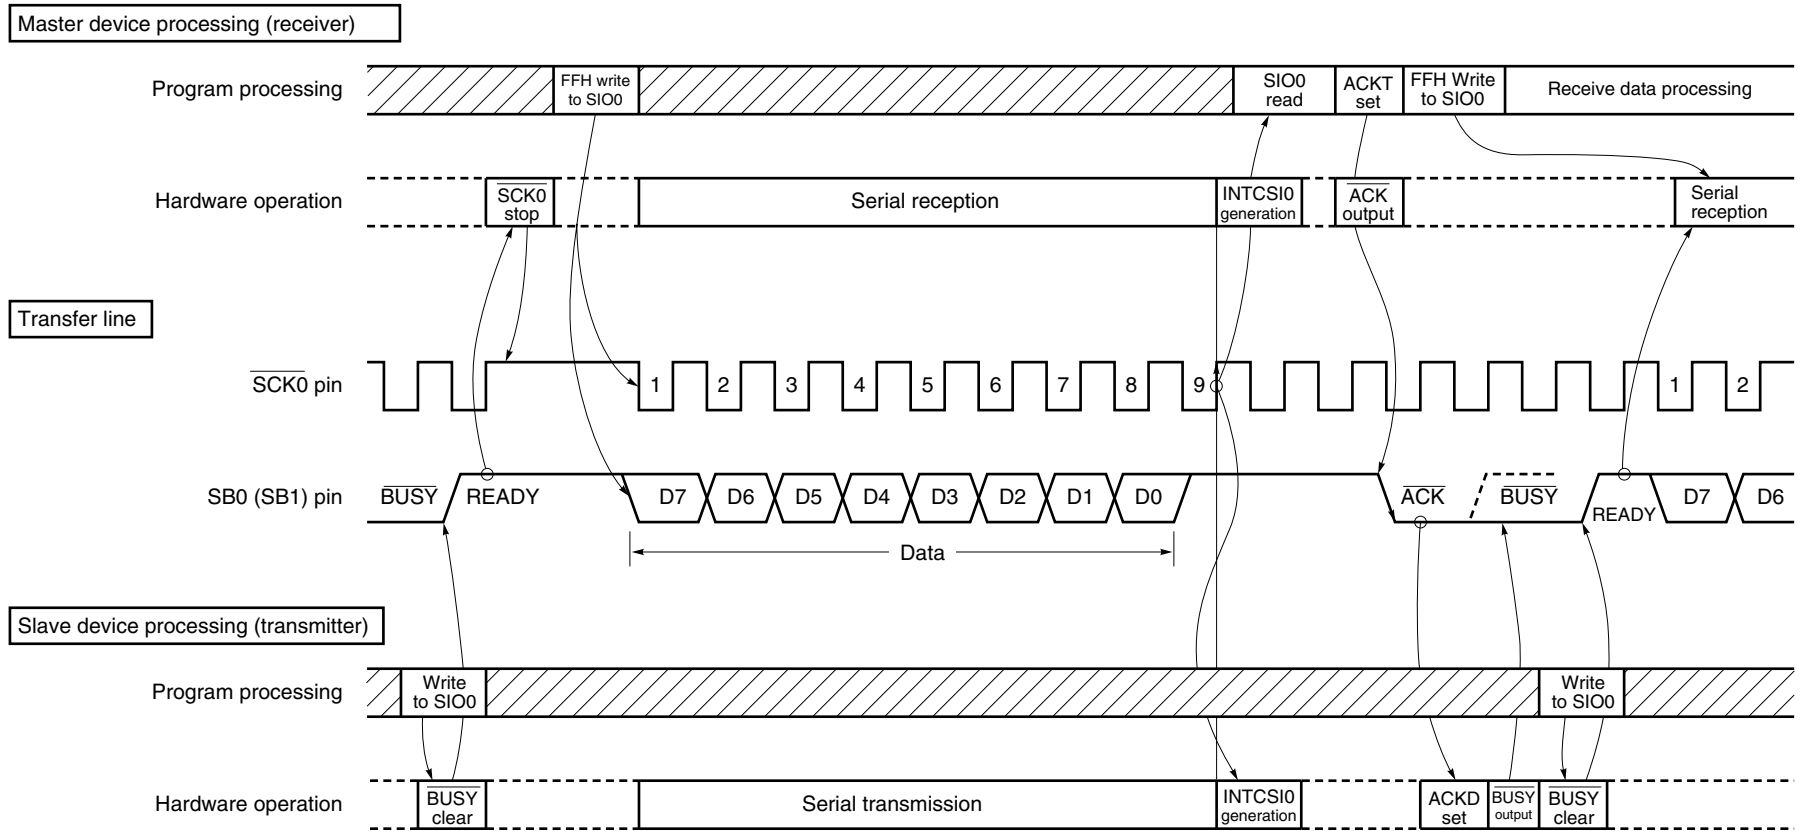 Master device processing (receiver)
Program processing
FFH write
to SIO0
SIO0
read
ACKT
set
FFH Write
to SIO0
Receive data processing
Hardware operation
SCK0
stop
Serial reception
INTCSI0
generation
ACK
output
Serial
reception
Transfer line
SCK0 pin
1 2 3 4 5 6 7 8 9 1 2
SB0 (SB1) pin
BUSY READY D7 D6 D5 D4 D3 D2 D1 D0 ACK BUSY READY D7 D6
Data
Slave device processing (transmitter)
Program processing
Write
to SIO0
Write
to SIO0
Hardware operation
BUSY
clear
Serial transmission
INTCSI0
generation
ACKD
set
BUSY
output
BUSY
clear